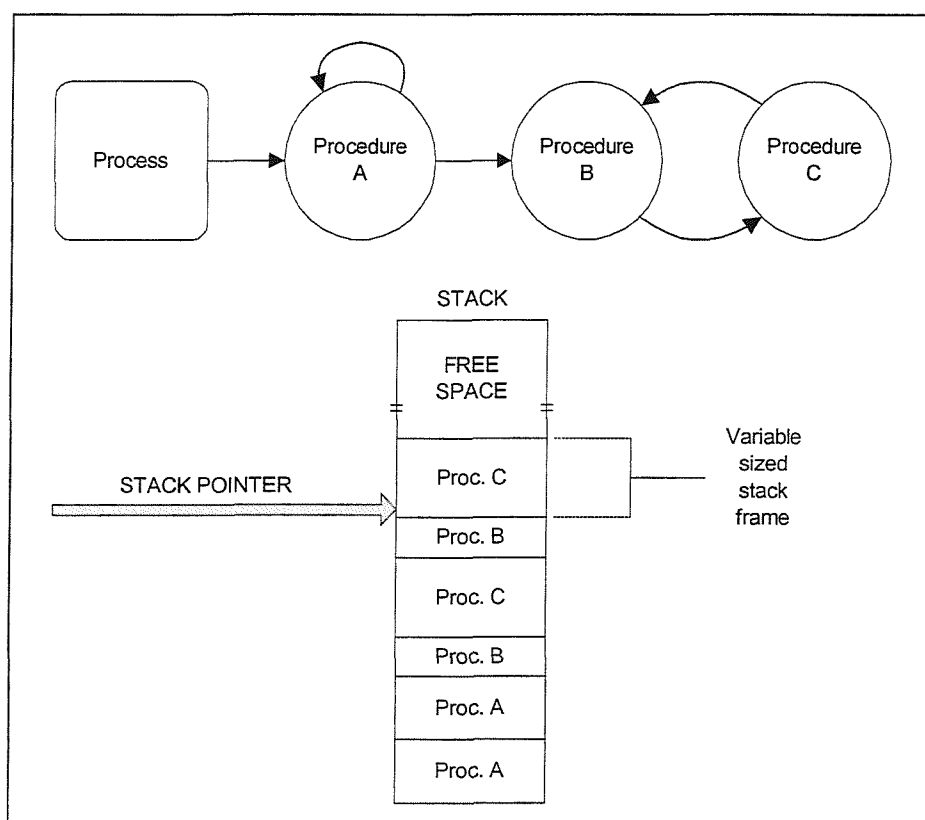 Process
Procedure
A
Procedure
B
Procedure
C
STACK
FREE
SPACE
Proc. C
STACK POINTER
Variable
sized
stack
frame
Proc. B
Proc. C
Proc. B
Proc. A
Proc. A